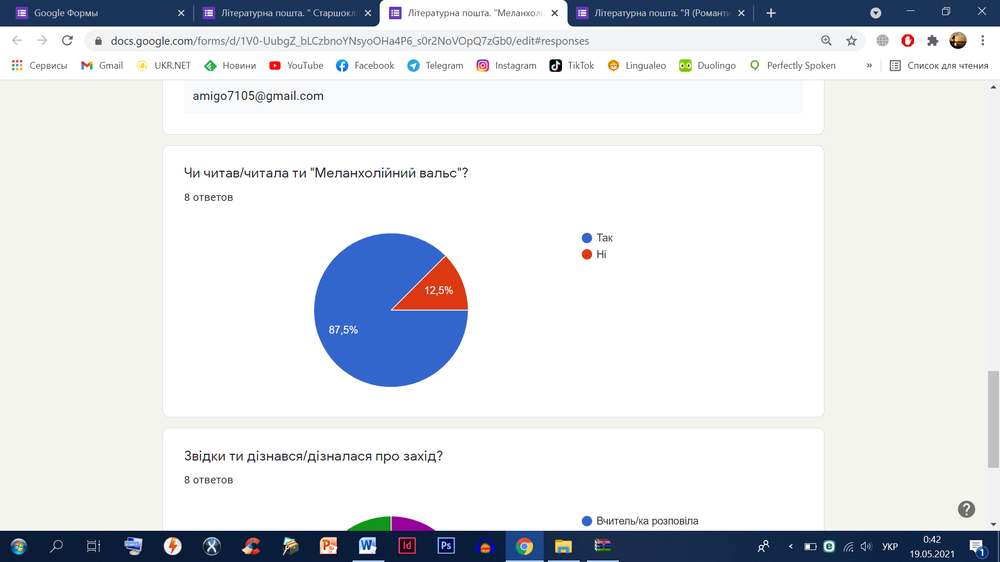 Google Формы
Літературна пошта. " Старшокла
Літературна пошта. "Меланхолі
Літературна пошта. "Я (Романти
docs.google.com/forms/d/1V0-UubgZ_bLCzbnoYNsyoOHa4P6_s0r2NoVOpQ7zGb0/edit#responses
Сервисы Gmail UKR.NET Новини YouTube Facebook Telegram Instagram TikTok Lingualeo Duolingo Perfectly Spoken » Список для чтения
amigo7105@gmail.com
Чи читав/читала ти "Меланхолійний вальс"?
8 ответов
Так
Ні
12,5%
87,5%
Звідки ти дізнався/дізналася про захід?
8 ответов
Вчитель/ка розповіла
УКР
0:42
19.05.2021
1